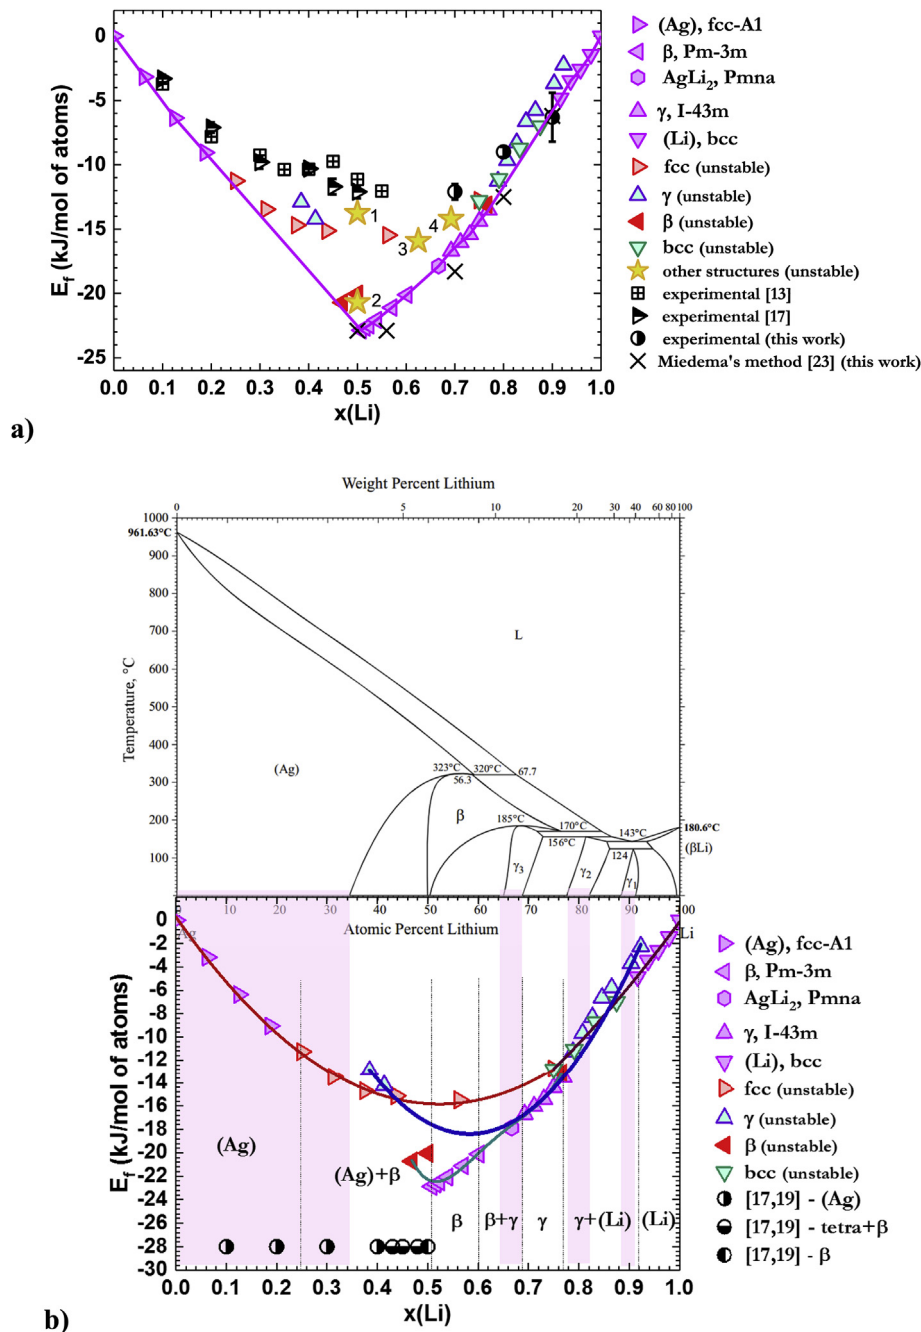 0
-5
-10
-15
-20
-25
E_f (kJ/mol of atoms)
0.0 0.1 0.2 0.3 0.4 0.5 0.6 0.7 0.8 0.9 1.0
x(Li)
1
2
3
4
(Ag), fcc-A1
β, Pm-3m
AgLi₂, Pmna
γ, I-43m
(Li), bcc
fcc (unstable)
γ (unstable)
β (unstable)
bcc (unstable)
other structures (unstable)
experimental [13]
experimental [17]
experimental (this work)
Miedema's method [23] (this work)
a)
Weight Percent Lithium
0 5 10 20 30 40 60 80 100
1000
961.63°C
900
800
700
600
500
400
300
200
100
Temperature, °C
L
(Ag)
323°C 320°C 67.7
56.3
β
185°C 170°C 143°C 180.6°C
156°C 124 (βLi)
γ₃ γ₂ γ₁
0 10 20 30 40 50 60 70 80 90 100
Ag Atomic Percent Lithium Li
0
-2
-4
-6
-8
-10
-12
-14
-16
-18
-20
-22
-24
-26
-28
-30
E_f (kJ/mol of atoms)
(Ag) (Ag)+β β β+γ γ γ+(Li) (Li)
0.0 0.1 0.2 0.3 0.4 0.5 0.6 0.7 0.8 0.9 1.0
x(Li)
(Ag), fcc-A1
β, Pm-3m
AgLi₂, Pmna
γ, I-43m
(Li), bcc
fcc (unstable)
γ (unstable)
β (unstable)
bcc (unstable)
[17,19] - (Ag)
[17,19] - tetra+β
[17,19] - β
b)